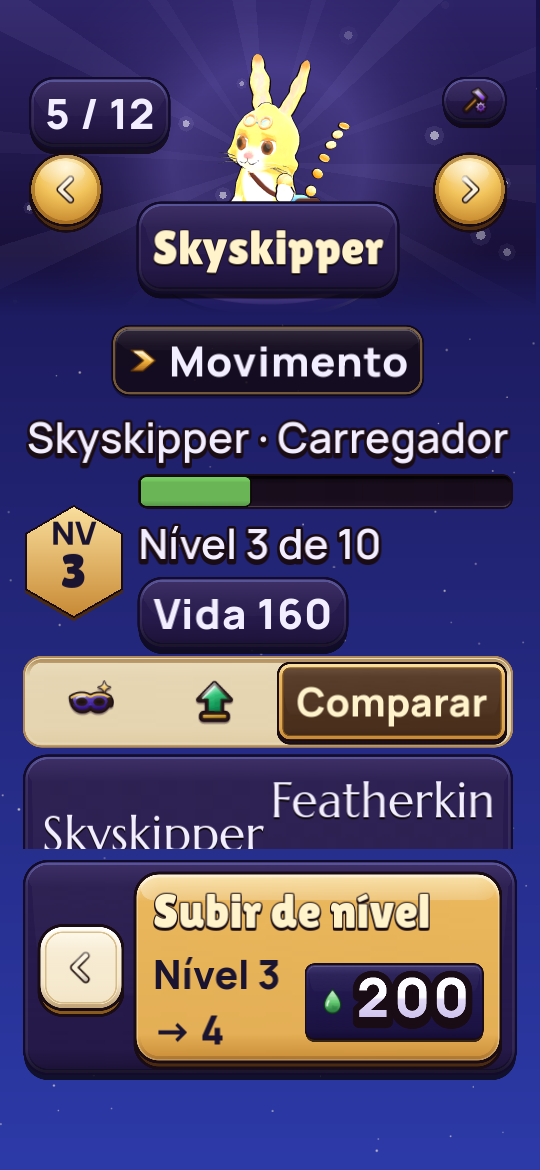 5 / 12
Skyskipper
Movimento
Skyskipper · Carregador
NV
3
Nível 3 de 10
Vida 160
Comparar
Featherkin
Skyskipper
Subir de nível
Nível 3
→ 4
200